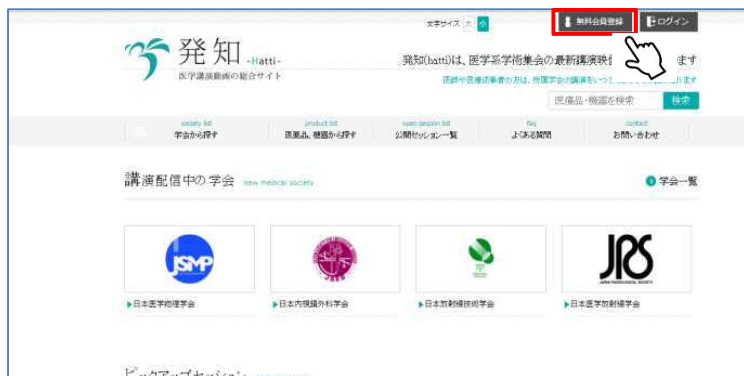 文字サイズ 大 小
無料会員登録
ログイン
発知 -Hatti-
医学講演動画の総合サイト
発知(hatti)は、医学系学術集会の最新講演映 ます
医師や医療従事者の方は、所属学会の講演をいつ ます
医薬品・機器を検索 検索
society list
学会から探す
product list
医薬品、機器から探す
open session list
公開セッション一覧
faq
よくある質問
contact
お問い合わせ
講演配信中の学会 new medical society
学会一覧
JSMP
JRS
JAPAN RADIOLOGICAL SOCIETY
日本医学物理学会
日本内視鏡外科学会
日本放射線技術学会
日本医学放射線学会
ピックアップセッション